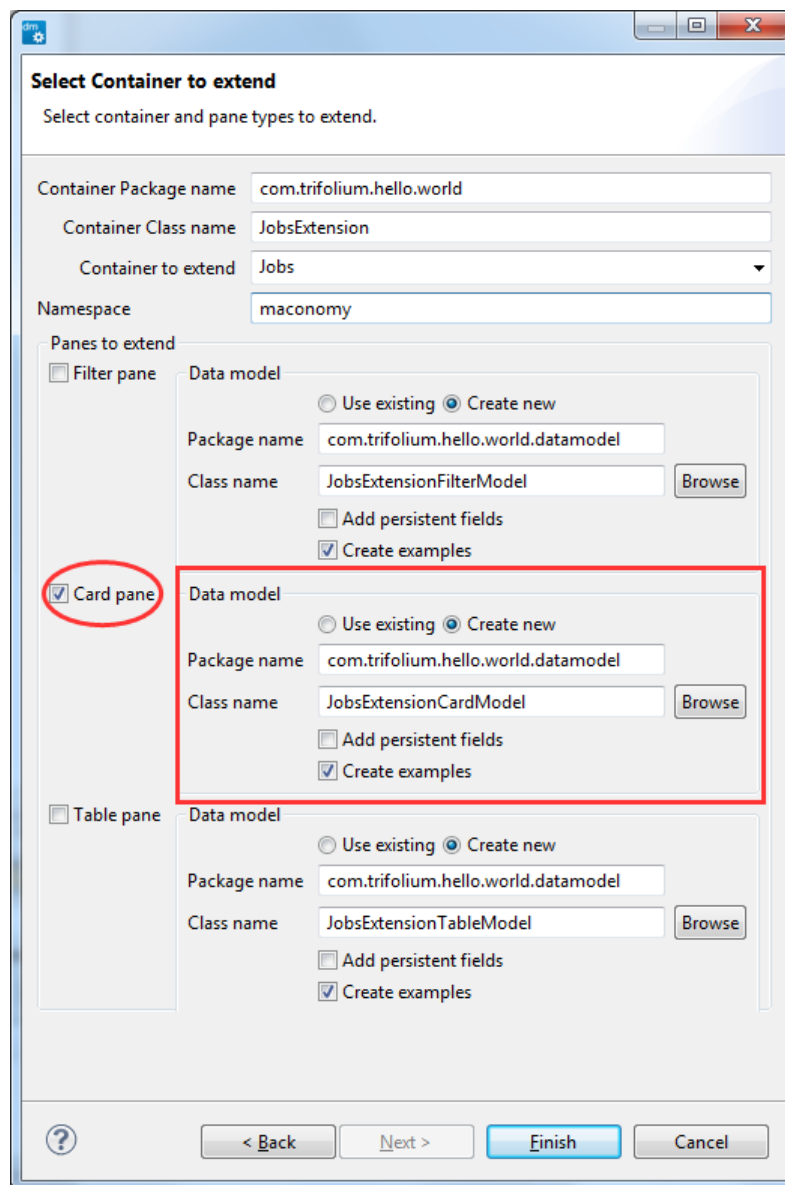 dm
Select Container to extend
Select container and pane types to extend.
Container Package name com.trifolium.hello.world
Container Class name JobsExtension
Container to extend Jobs
Namespace maconomy
Panes to extend
Filter pane Data model
Use existing Create new
Package name com.trifolium.hello.world.datamodel
Class name JobsExtensionFilterModel Browse
Add persistent fields
Create examples
Card pane Data model
Use existing Create new
Package name com.trifolium.hello.world.datamodel
Class name JobsExtensionCardModel Browse
Add persistent fields
Create examples
Table pane Data model
Use existing Create new
Package name com.trifolium.hello.world.datamodel
Class name JobsExtensionTableModel Browse
Add persistent fields
Create examples
? < Back Next > Finish Cancel